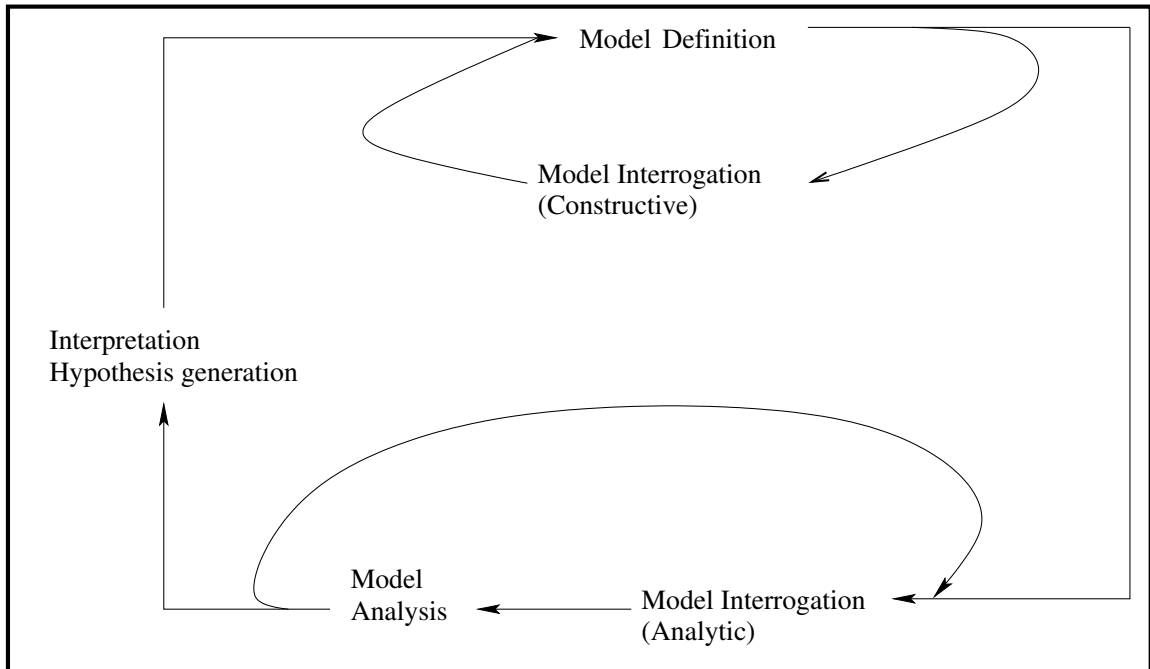 Model Definition
Model Interrogation
(Constructive)
Interpretation
Hypothesis generation
Model
Analysis
Model Interrogation
(Analytic)